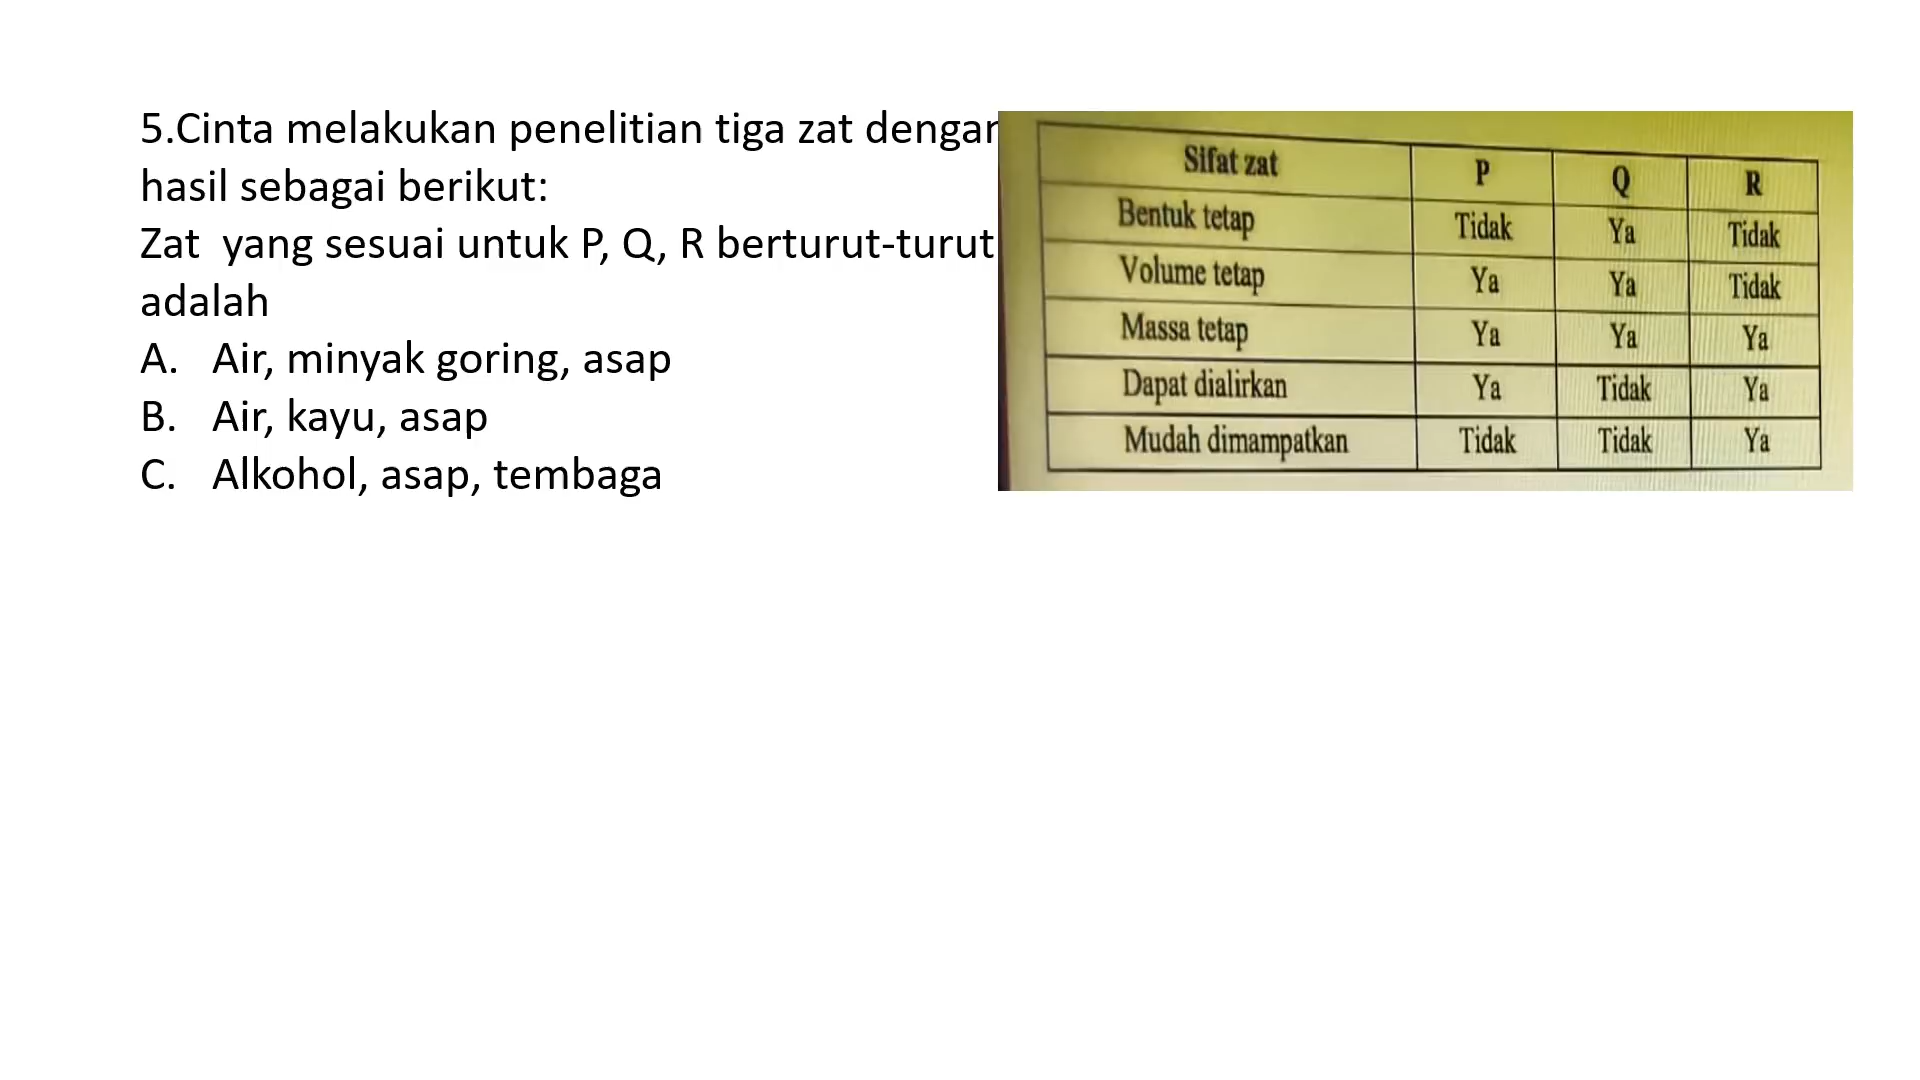 5.Cinta melakukan penelitian tiga zat dengan
hasil sebagai berikut:
Zat yang sesuai untuk P, Q, R berturut-turut
adalah
A. Air, minyak goring, asap
B. Air, kayu, asap
C. Alkohol, asap, tembaga
Sifat zat P Q R
Bentuk tetap Tidak Ya Tidak
Volume tetap Ya Ya Tidak
Massa tetap Ya Ya Ya
Dapat dialirkan Ya Tidak Ya
Mudah dimampatkan Tidak Tidak Ya